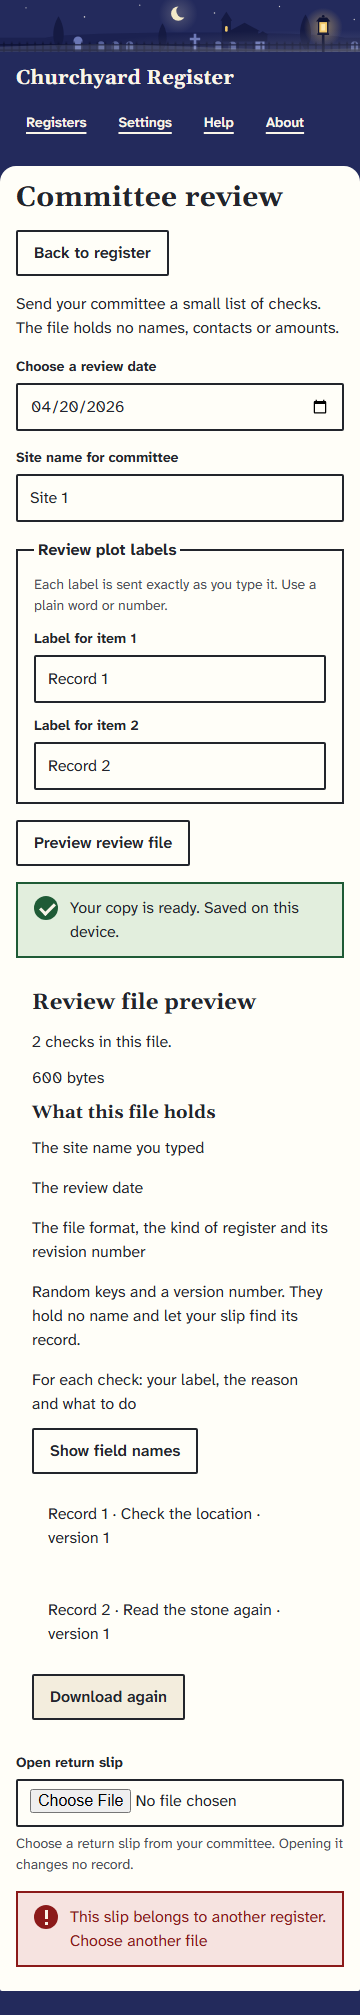 Churchyard Register
Registers Settings Help About
Committee review
Back to register
Send your committee a small list of checks.
The file holds no names, contacts or amounts.
Choose a review date
04/20/2026
Site name for committee
Site 1
Review plot labels
Each label is sent exactly as you type it. Use a
plain word or number.
Label for item 1
Record 1
Label for item 2
Record 2
Preview review file
Your copy is ready. Saved on this
device.
Review file preview
2 checks in this file.
600 bytes
What this file holds
The site name you typed
The review date
The file format, the kind of register and its
revision number
Random keys and a version number. They
hold no name and let your slip find its
record.
For each check: your label, the reason
and what to do
Show field names
Record 1 · Check the location ·
version 1
Record 2 · Read the stone again ·
version 1
Download again
Open return slip
Choose File No file chosen
Choose a return slip from your committee. Opening it
changes no record.
This slip belongs to another register.
Choose another file